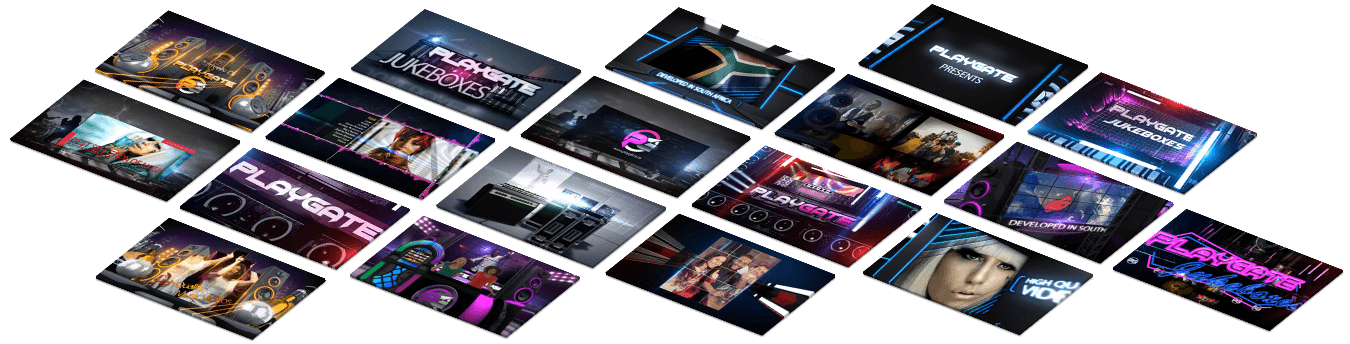 PLAYGATE
PLAYGATE
JUKEBOXES
DEVELOPED IN SOUTH AFRICA
PLAYGATE
PRESENTS
PLAYGATE
JUKEBOXES
PLAYGATE
PLAYGATE
DEVELOPED IN SOUTH
HIGH QU
VIDE
PLAYGATE
Jukeboxes